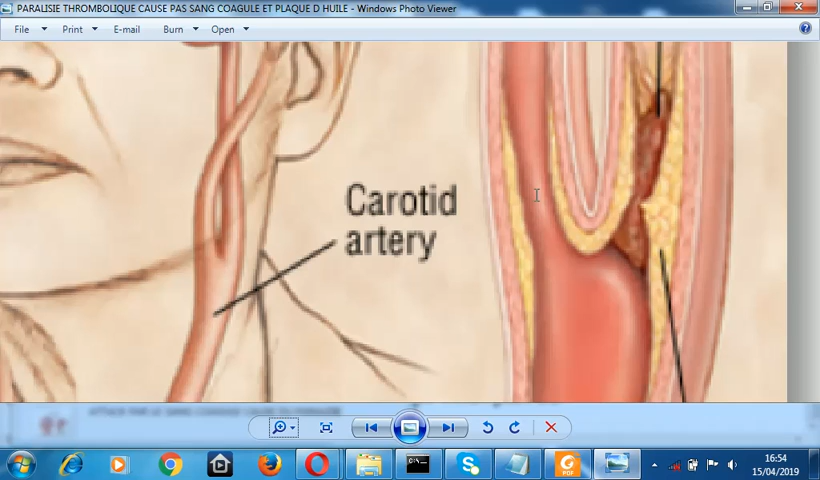 PARALISIE THROMBOLIQUE CAUSE PAS SANG COAGULE ET PLAQUE D HUILE - Windows Photo Viewer
File Print E-mail Burn Open
Carotid
artery
PDF
16:54
15/04/2019